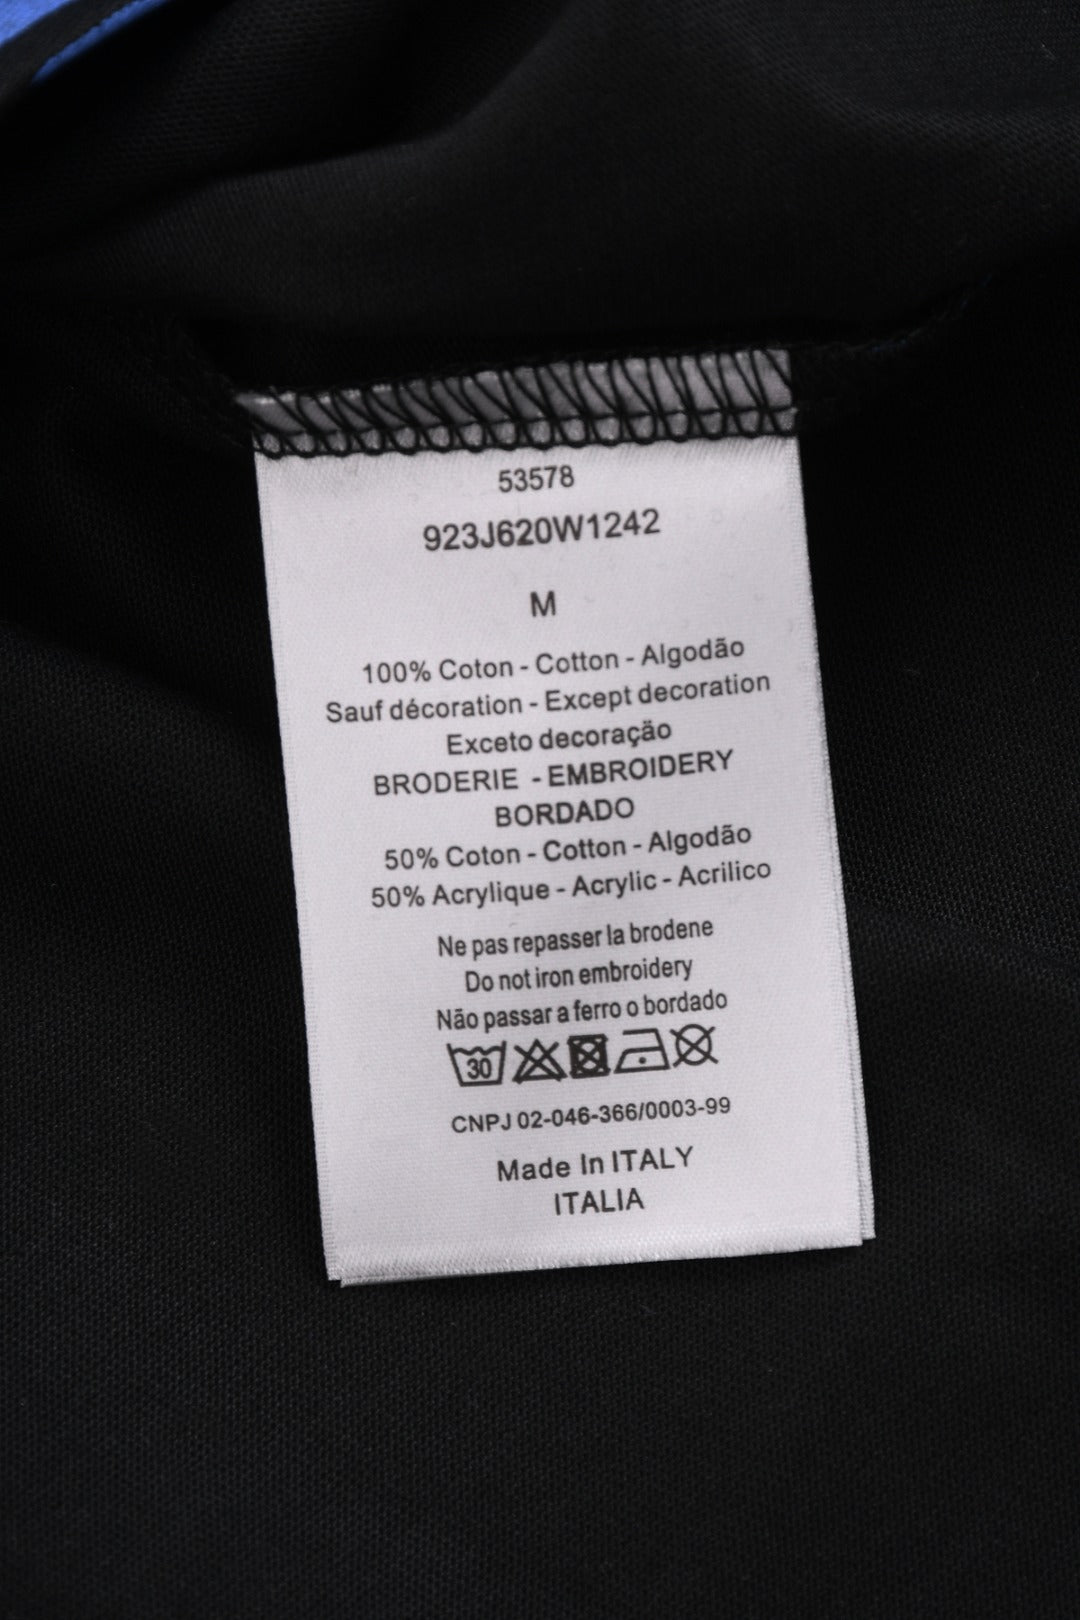 53578
923J620W1242
M
100% Coton - Cotton - Algodão
Sauf décoration - Except decoration
Exceto decoração
BRODERIE - EMBROIDERY
BORDADO
50% Coton - Cotton - Algodão
50% Acrylique - Acrylic - Acrilico
Ne pas repasser la brodene
Do not iron embroidery
Não passar a ferro o bordado
30
CNPJ 02-046-366/0003-99
Made In ITALY
ITALIA